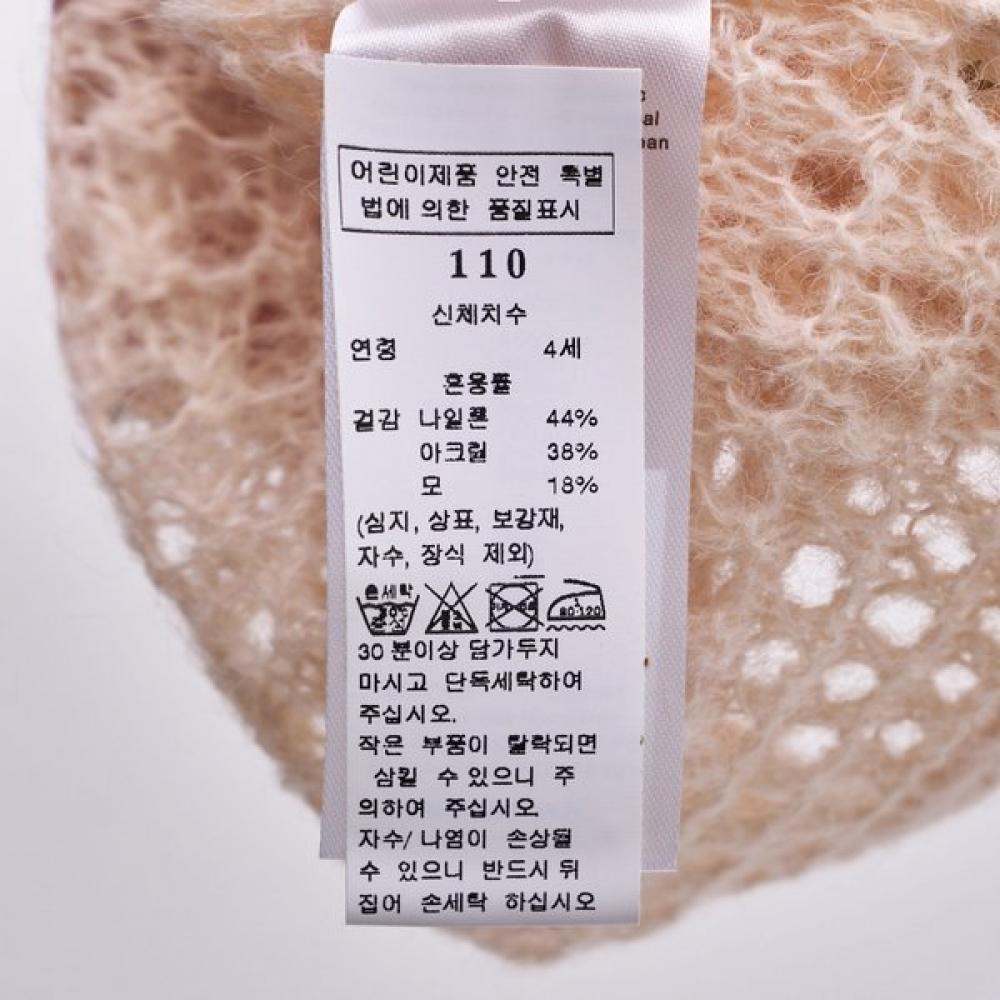 어린이제품 안전 특별
법에 의한 품질표시
110
신체치수
연령 4세
혼용률
겉감 나일론 44%
아크릴 38%
모 18%
(심지, 상표, 보강재,
자수, 장식 제외)
손세탁
30℃
80-120
30 분이상 담가두지
마시고 단독세탁하여
주십시오.
작은 부품이 탈락되면
삼킬 수 있으니 주
의하여 주십시오.
자수/ 나염이 손상될
수 있으니 반드시 뒤
집어 손세탁 하십시오